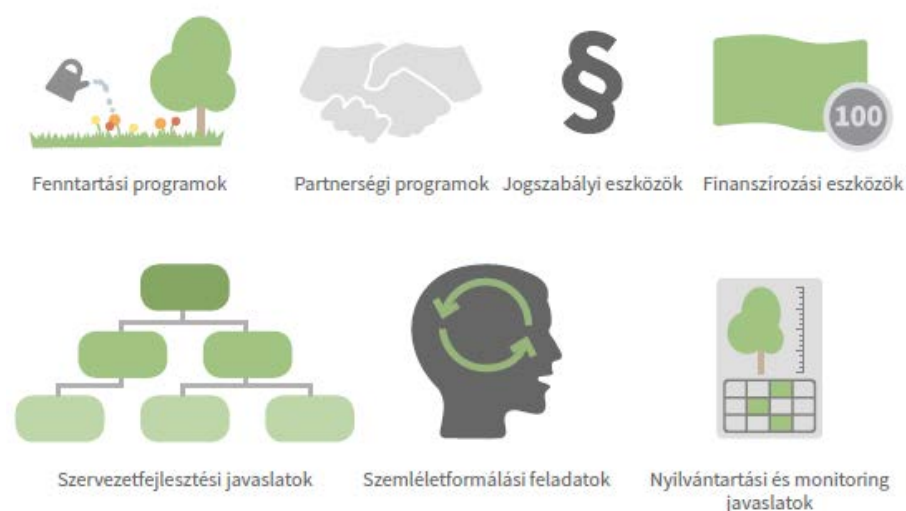 §
100
Fenntartási programok
Partnerségi programok
Jogszabályi eszközök
Finanszírozási eszközök
Szervezetfejlesztési javaslatok
Szemléletformálási feladatok
Nyilvántartási és monitoring
javaslatok